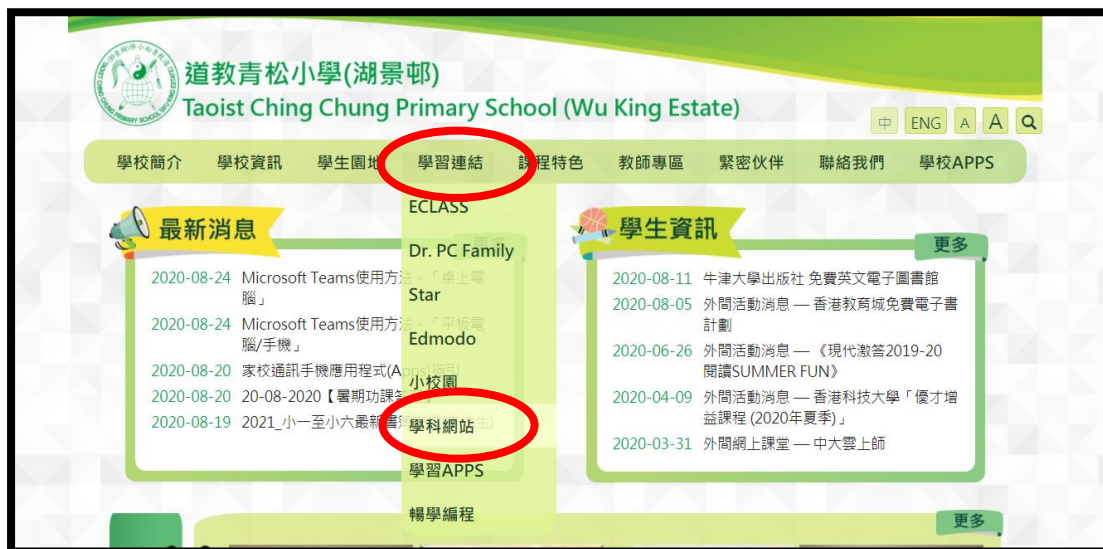 道教青松小學(湖景邨)
Taoist Ching Chung Primary School (Wu King Estate)
中 ENG A A
學校簡介 學校資訊 學生園地 學習連結 課程特色 教師專區 緊密伙伴 聯絡我們 學校APPS
ECLASS
Dr. PC Family
Star
Edmodo
小校園
學科網站
學習APPS
暢學編程
最新消息
更多
2020-08-24 Microsoft Teams使用方法 - 「桌上電
腦」
2020-08-24 Microsoft Teams使用方法 - 「平板電
腦/手機」
2020-08-20 家校通訊手機應用程式(Apps)指引
2020-08-20 20-08-2020【暑期功課
2020-08-19 2021_小一至小六最新書
學生資訊
更多
2020-08-11 牛津大學出版社 免費英文電子圖書館
2020-08-05 外間活動消息 — 香港教育城免費電子書
計劃
2020-06-26 外間活動消息 — 《現代激答2019-20
閱讀SUMMER FUN》
2020-04-09 外間活動消息 — 香港科技大學「優才增
益課程 (2020年夏季)」
2020-03-31 外間網上課堂 — 中大雲上師
更多